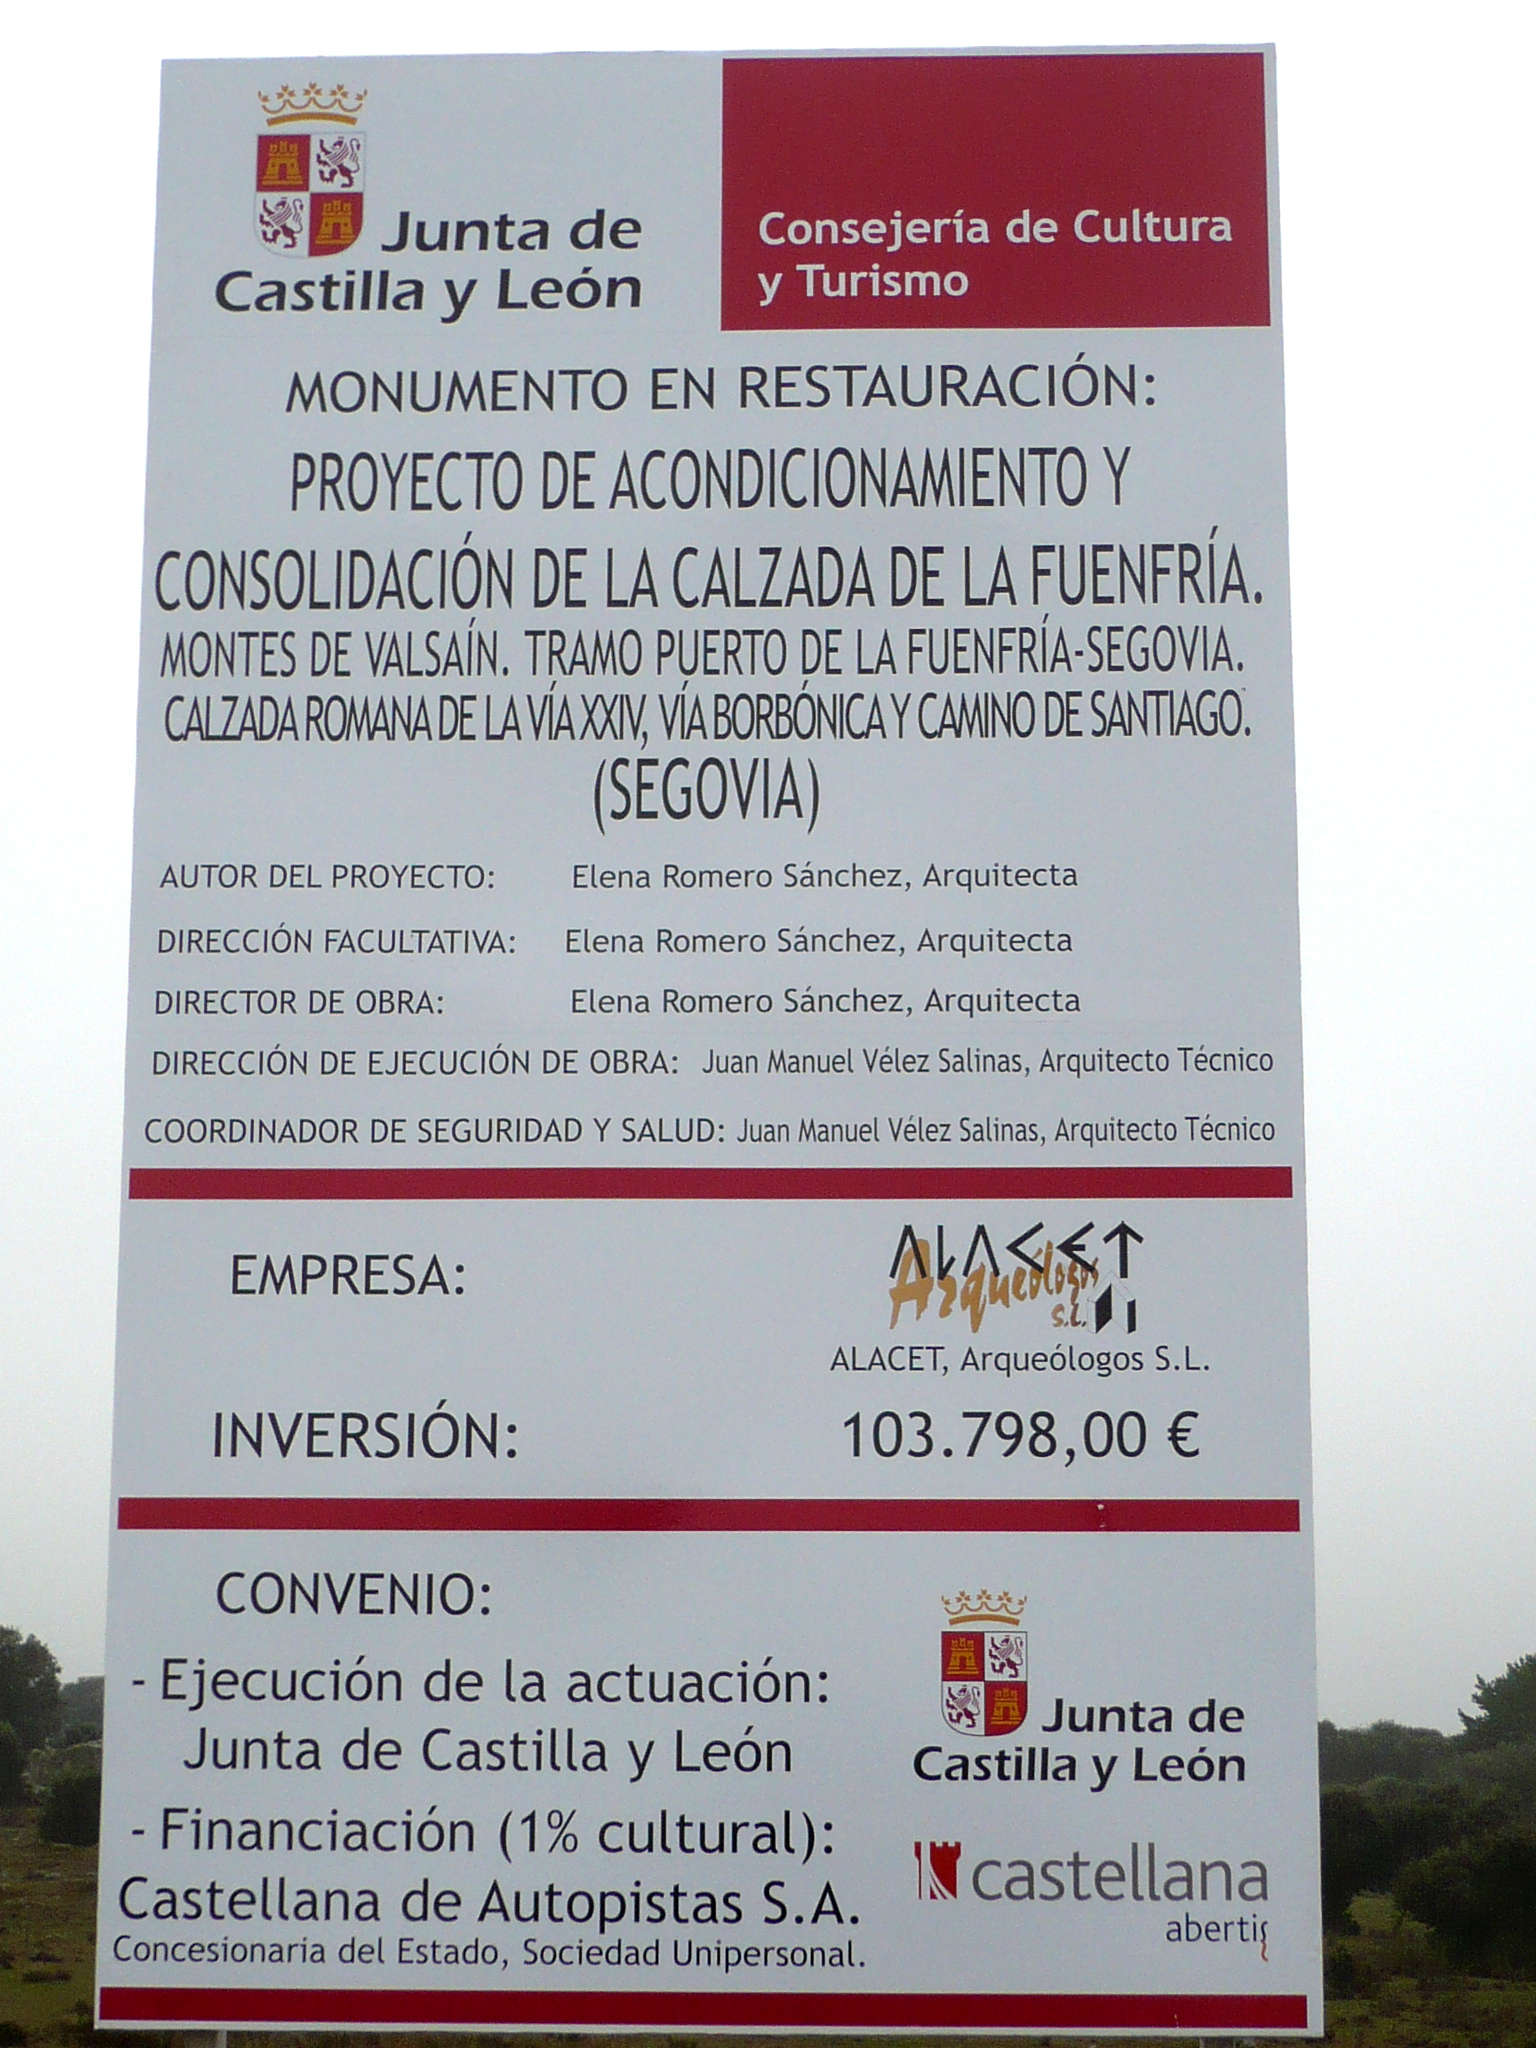 Junta de
Castilla y León
Consejería de Cultura
y Turismo
MONUMENTO EN RESTAURACIÓN:
PROYECTO DE ACONDICIONAMIENTO Y
CONSOLIDACIÓN DE LA CALZADA DE LA FUENFRÍA.
MONTES DE VALSAÍN. TRAMO PUERTO DE LA FUENFRÍA-SEGOVIA.
CALZADA ROMANA DE LA VÍA XXIV, VÍA BORBÓNICA Y CAMINO DE SANTIAGO.
(SEGOVIA)
AUTOR DEL PROYECTO: Elena Romero Sánchez, Arquitecta
DIRECCIÓN FACULTATIVA: Elena Romero Sánchez, Arquitecta
DIRECTOR DE OBRA: Elena Romero Sánchez, Arquitecta
DIRECCIÓN DE EJECUCIÓN DE OBRA: Juan Manuel Vélez Salinas, Arquitecto Técnico
COORDINADOR DE SEGURIDAD Y SALUD: Juan Manuel Vélez Salinas, Arquitecto Técnico
EMPRESA:
ALACET
Arqueólogos
S.L.
ALACET, Arqueólogos S.L.
INVERSIÓN: 103.798,00 €
CONVENIO:
- Ejecución de la actuación:
Junta de Castilla y León
Junta de
Castilla y León
- Financiación (1% cultural):
Castellana de Autopistas S.A.
Concesionaria del Estado, Sociedad Unipersonal.
castellana
abertis